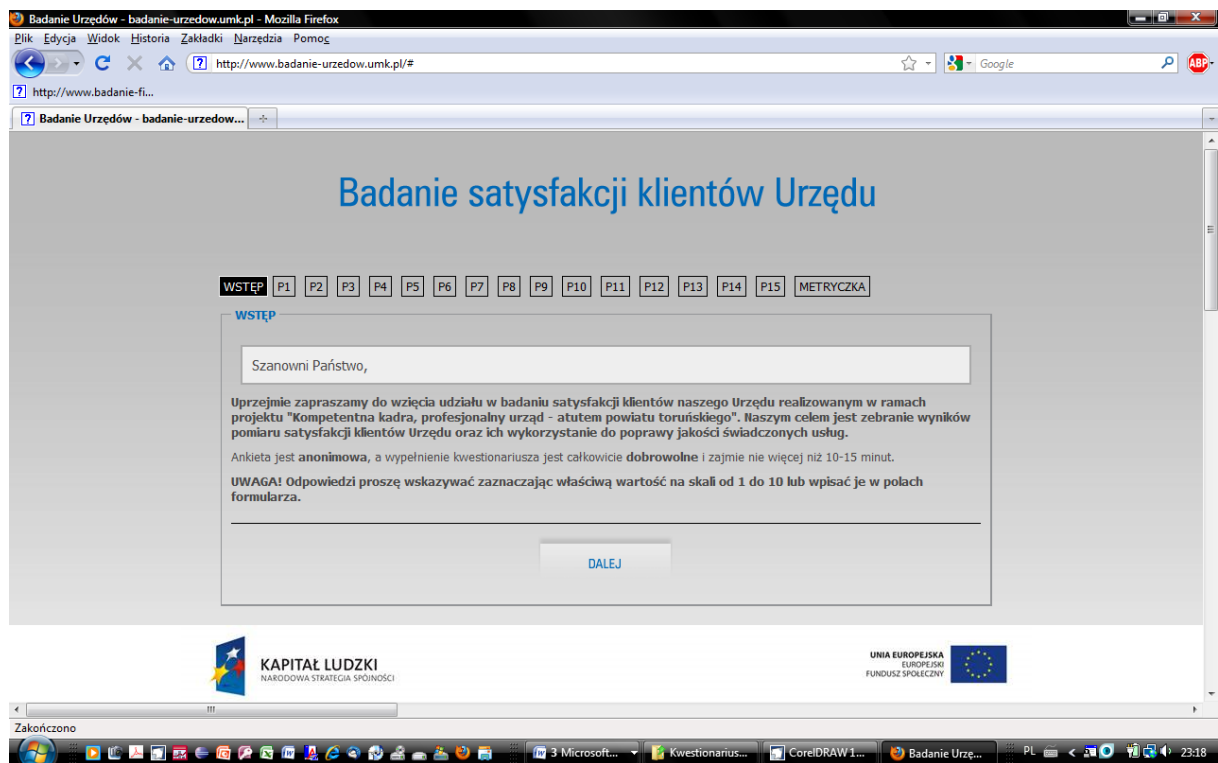 Badanie Urzędów - badanie-urzedow.umk.pl - Mozilla Firefox
Plik Edycja Widok Historia Zakładki Narzędzia Pomoc
http://www.badanie-urzedow.umk.pl/#
Google
ABP
http://www.badanie-fi...
Badanie Urzędów - badanie-urzedow...
Badanie satysfakcji klientów Urzędu
WSTĘP P1 P2 P3 P4 P5 P6 P7 P8 P9 P10 P11 P12 P13 P14 P15 METRYCZKA
WSTĘP
Szanowni Państwo,
Uprzejmie zapraszamy do wzięcia udziału w badaniu satysfakcji klientów naszego Urzędu realizowanym w ramach
projektu "Kompetentna kadra, profesjonalny urząd - atutem powiatu toruńskiego". Naszym celem jest zebranie wyników
pomiaru satysfakcji klientów Urzędu oraz ich wykorzystanie do poprawy jakości świadczonych usług.
Ankieta jest anonimowa, a wypełnienie kwestionariusza jest całkowicie dobrowolne i zajmie nie więcej niż 10-15 minut.
UWAGA! Odpowiedzi proszę wskazywać zaznaczając właściwą wartość na skali od 1 do 10 lub wpisać je w polach
formularza.
DALEJ
KAPITAŁ LUDZKI
NARODOWA STRATEGIA SPÓJNOŚCI
UNIA EUROPEJSKA
EUROPEJSKI
FUNDUSZ SPOŁECZNY
Zakończono
3 Microsoft... Kwestionarius... CorelDRAW 1... Badanie Urzę... PL 23:18